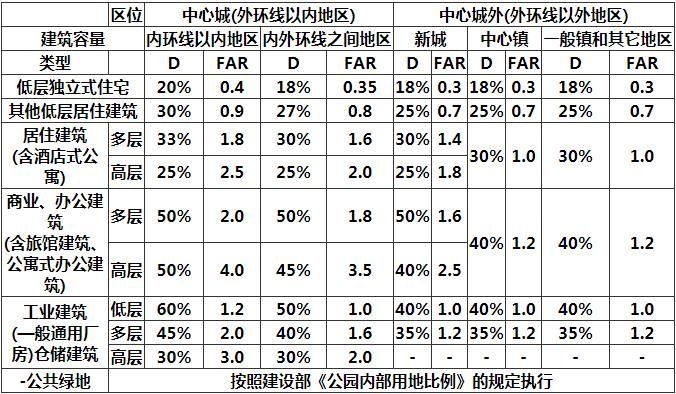 区位 中心城(外环线以内地区) 中心城外(外环线以外地区)
建筑容量 内环线以内地区 内外环线之间地区 新城 中心镇 一般镇和其它地区
类型 D FAR D FAR D FAR D FAR D FAR
低层独立式住宅 20% 0.4 18% 0.35 18% 0.3 18% 0.3 18% 0.3
其他低层居住建筑 30% 0.9 27% 0.8 25% 0.7 25% 0.7 25% 0.7
居住建筑
(含酒店式公
寓)
多层 33% 1.8 30% 1.6 30% 1.4
高层 25% 2.5 25% 2.0 25% 1.8
30% 1.0 30% 1.0
商业、办公建
筑
(含旅馆建筑、
公寓式办公建
筑)
多层 50% 2.0 50% 1.8 50% 1.6
高层 50% 4.0 45% 3.5 40% 2.5
40% 1.2 40% 1.2
工业建筑
(一般通用厂
房)仓储建筑
低层 60% 1.2 50% 1.0 40% 1.0 40% 1.0 40% 1.0
多层 45% 2.0 40% 1.6 35% 1.2 35% 1.2 35% 1.2
高层 30% 3.0 30% 2.0 - - - - - -
-公共绿地 按照建设部《公园内部用地比例》的规定执行